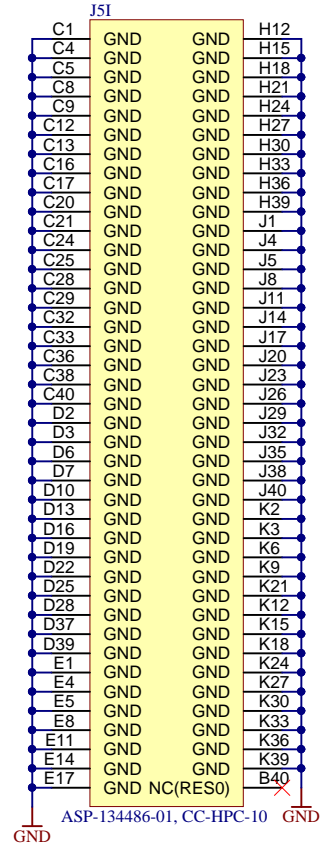 J5I
C1 GND GND H12
C4 GND GND H15
C5 GND GND H18
C8 GND GND H21
C9 GND GND H24
C12 GND GND H27
C13 GND GND H30
C16 GND GND H33
C17 GND GND H36
C20 GND GND H39
C21 GND GND J1
C24 GND GND J4
C25 GND GND J5
C28 GND GND J8
C29 GND GND J11
C32 GND GND J14
C33 GND GND J17
C36 GND GND J20
C38 GND GND J23
C40 GND GND J26
D2 GND GND J29
D3 GND GND J32
D6 GND GND J35
D7 GND GND J38
D10 GND GND J40
D13 GND GND K2
D16 GND GND K3
D19 GND GND K6
D22 GND GND K9
D25 GND GND K21
D28 GND GND K12
D37 GND GND K15
D39 GND GND K18
E1 GND GND K24
E4 GND GND K27
E5 GND GND K30
E8 GND GND K33
E11 GND GND K36
E14 GND GND K39
E17 GND NC(RES0) B40
ASP-134486-01, CC-HPC-10
GND GND